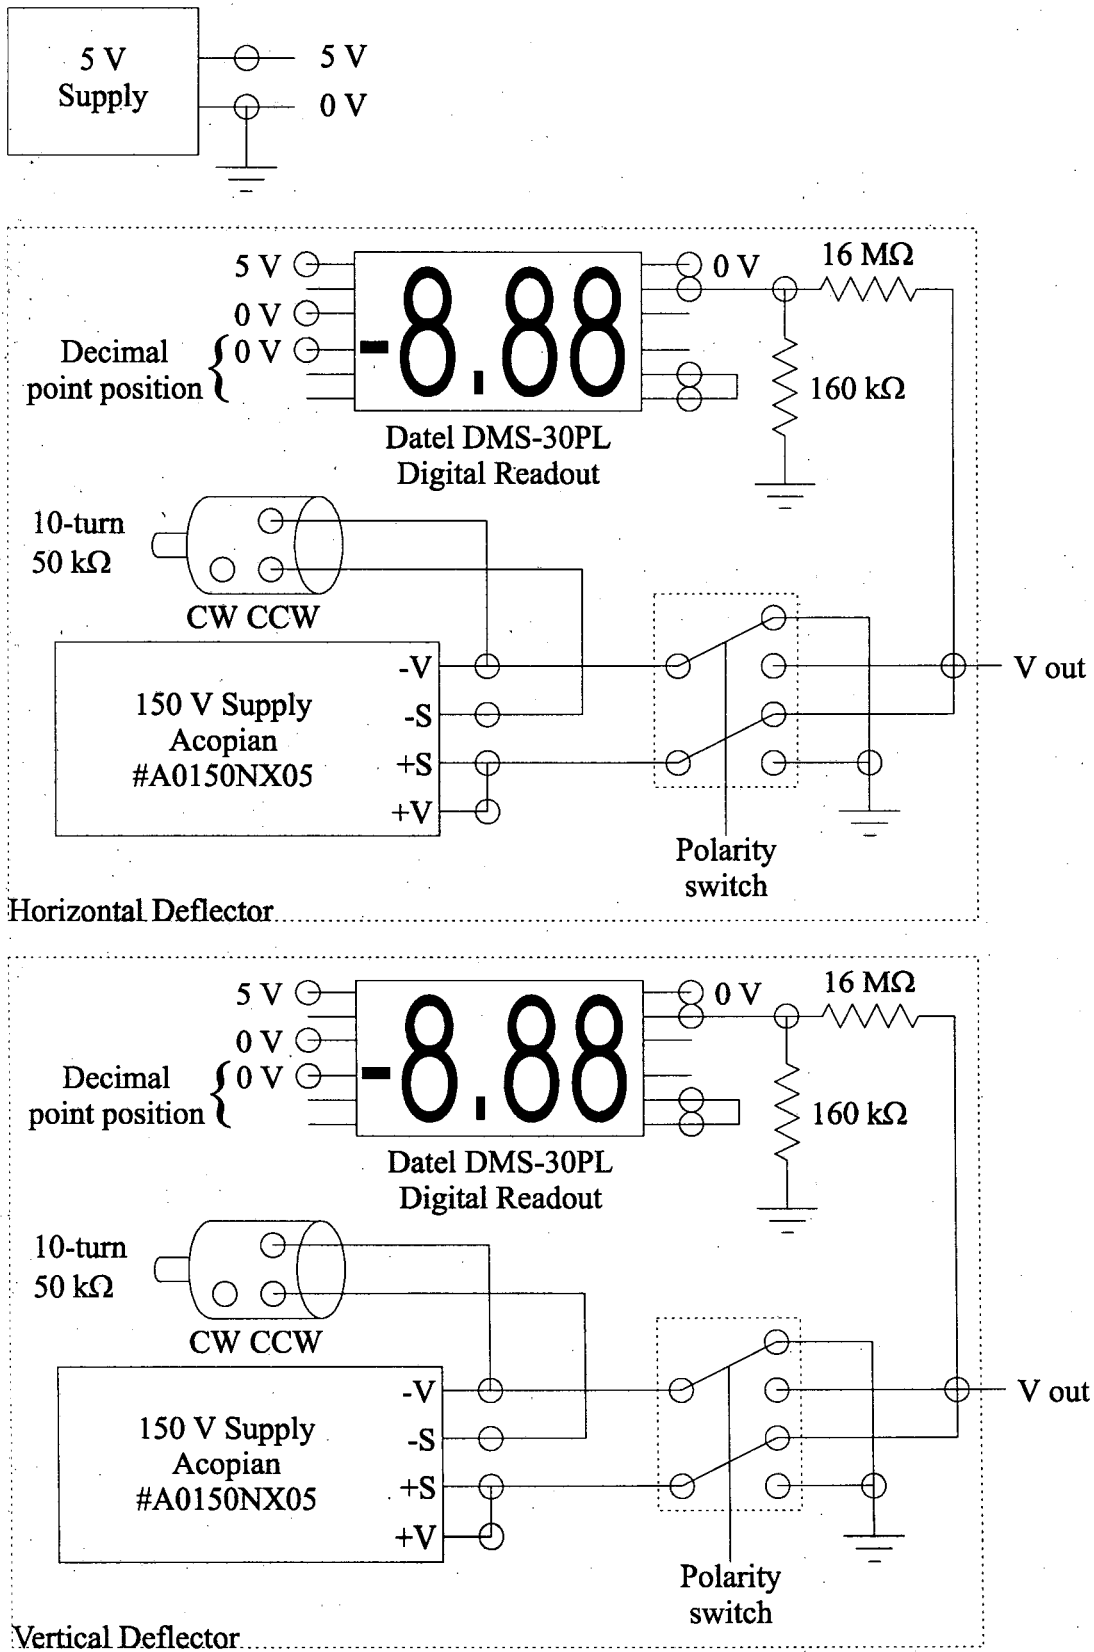 5 V
Supply
5 V
0 V
5 V
0 V
0 V
Decimal
point position
-8.88
0 V
16 MΩ
160 kΩ
Datel DMS-30PL
Digital Readout
10-turn
50 kΩ
CW CCW
150 V Supply
Acopian
#A0150NX05
-V
-S
+S
+V
V out
Polarity
switch
Horizontal Deflector
5 V
0 V
0 V
Decimal
point position
-8.88
0 V
16 MΩ
160 kΩ
Datel DMS-30PL
Digital Readout
10-turn
50 kΩ
CW CCW
150 V Supply
Acopian
#A0150NX05
-V
-S
+S
+V
V out
Polarity
switch
Vertical Deflector